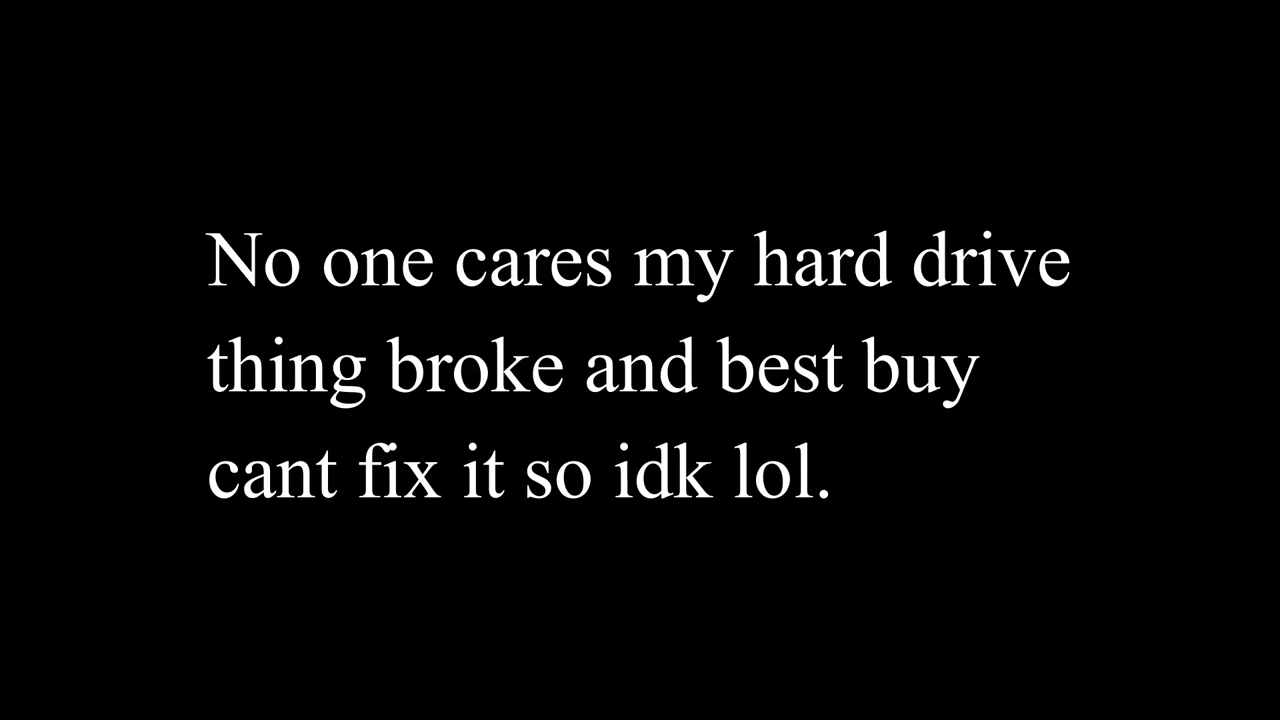 No one cares my hard drive
thing broke and best buy
cant fix it so idk lol.